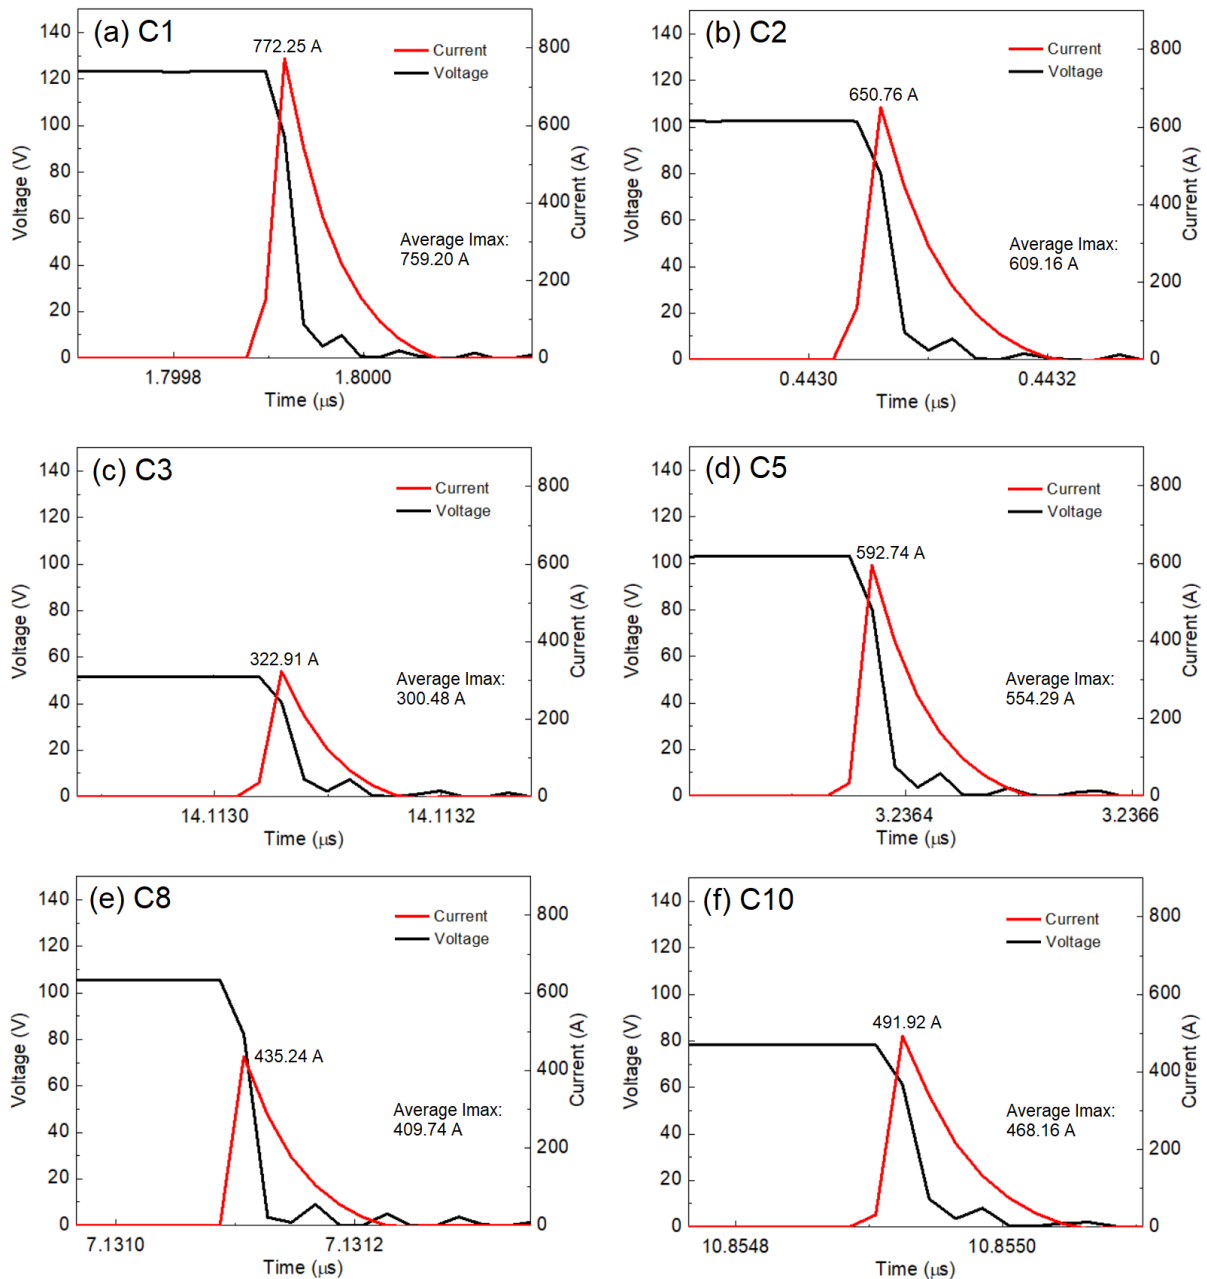 (a) C1
772.25 A
Current
Voltage
Average Imax:
759.20 A
140
120
100
80
60
40
20
0
Voltage (V)
800
600
400
200
0
Current (A)
1.7998
1.8000
Time (μs)
(b) C2
650.76 A
Current
Voltage
Average Imax:
609.16 A
140
120
100
80
60
40
20
0
Voltage (V)
800
600
400
200
0
Current (A)
0.4430
0.4432
Time (μs)
(c) C3
322.91 A
Current
Voltage
Average Imax:
300.48 A
140
120
100
80
60
40
20
0
Voltage (V)
800
600
400
200
0
Current (A)
14.1130
14.1132
Time (μs)
(d) C5
592.74 A
Current
Voltage
Average Imax:
554.29 A
140
120
100
80
60
40
20
0
Voltage (V)
800
600
400
200
0
Current (A)
3.2364
3.2366
Time (μs)
(e) C8
435.24 A
Current
Voltage
Average Imax:
409.74 A
140
120
100
80
60
40
20
0
Voltage (V)
800
600
400
200
0
Current (A)
7.1310
7.1312
Time (μs)
(f) C10
491.92 A
Current
Voltage
Average Imax:
468.16 A
140
120
100
80
60
40
20
0
Voltage (V)
800
600
400
200
0
Current (A)
10.8548
10.8550
Time (μs)